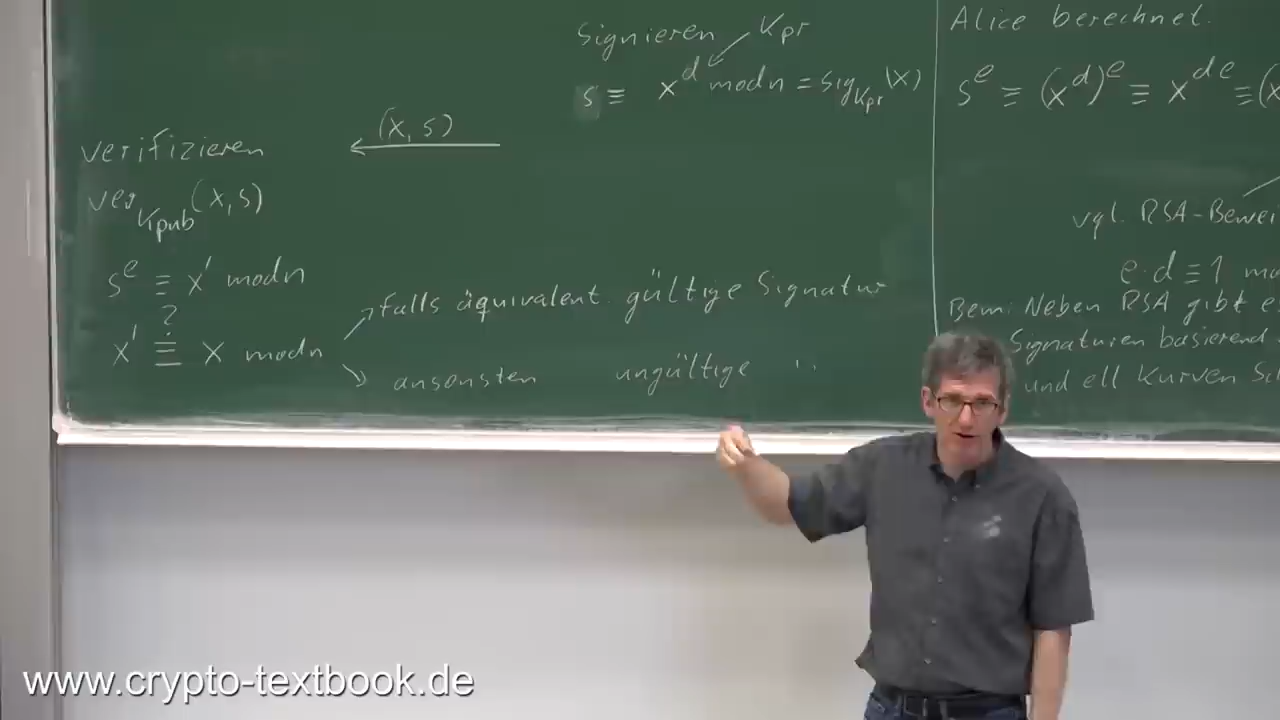 Signieren Kpr
s ≡ x^d mod n = sig_Kpr(x)
(x, s)
verifizieren
ver_Kpub(x, s)
s^e ≡ x' mod n
?
x' ≡ x mod n
falls äquivalent gültige Signatur
ansonsten ungültige "
Alice berechnet.
s^e ≡ (x^d)^e ≡ x^de ≡ (x
vgl. RSA-Bewei
e·d ≡ 1 mo
Bem: Neben RSA gibt e
Signaturen basierend
und ell Kurven Sc
www.crypto-textbook.de